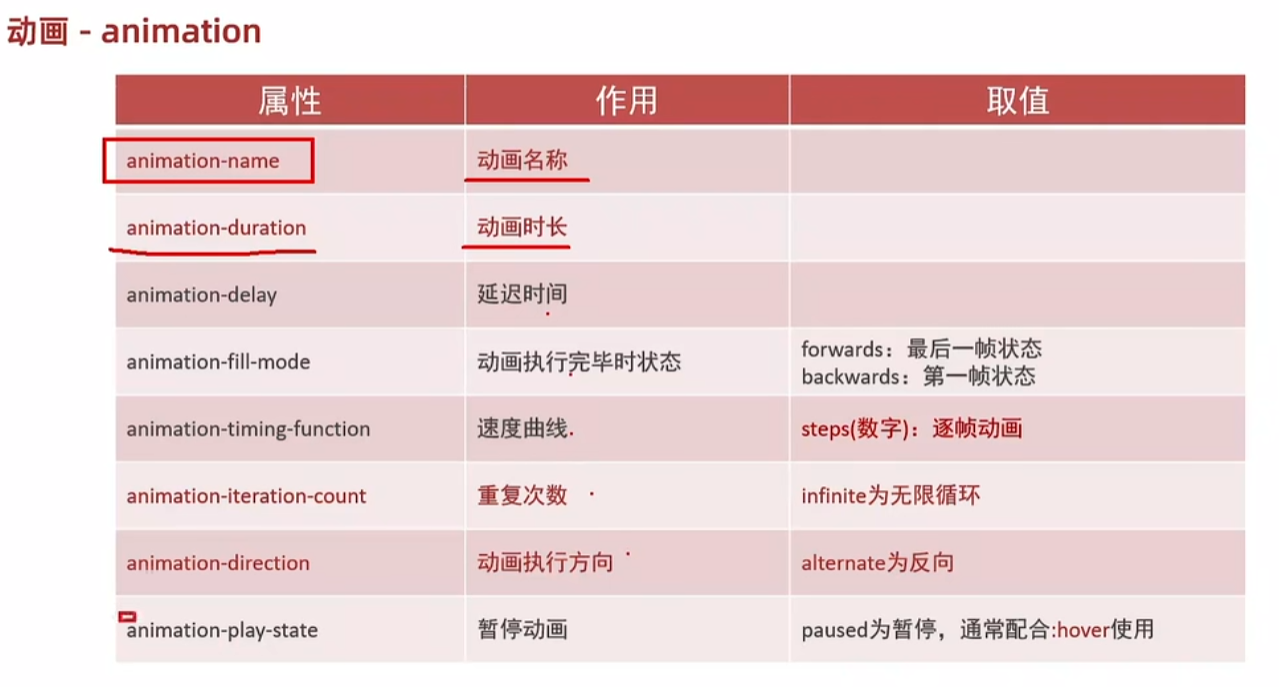 动画 - animation
属性 作用 取值
animation-name 动画名称
animation-duration 动画时长
animation-delay 延迟时间
animation-fill-mode 动画执行完毕时状态 forwards：最后一帧状态
backwards：第一帧状态
animation-timing-function 速度曲线 steps(数字)：逐帧动画
animation-iteration-count 重复次数 infinite为无限循环
animation-direction 动画执行方向 alternate为反向
animation-play-state 暂停动画 paused为暂停，通常配合:hover使用